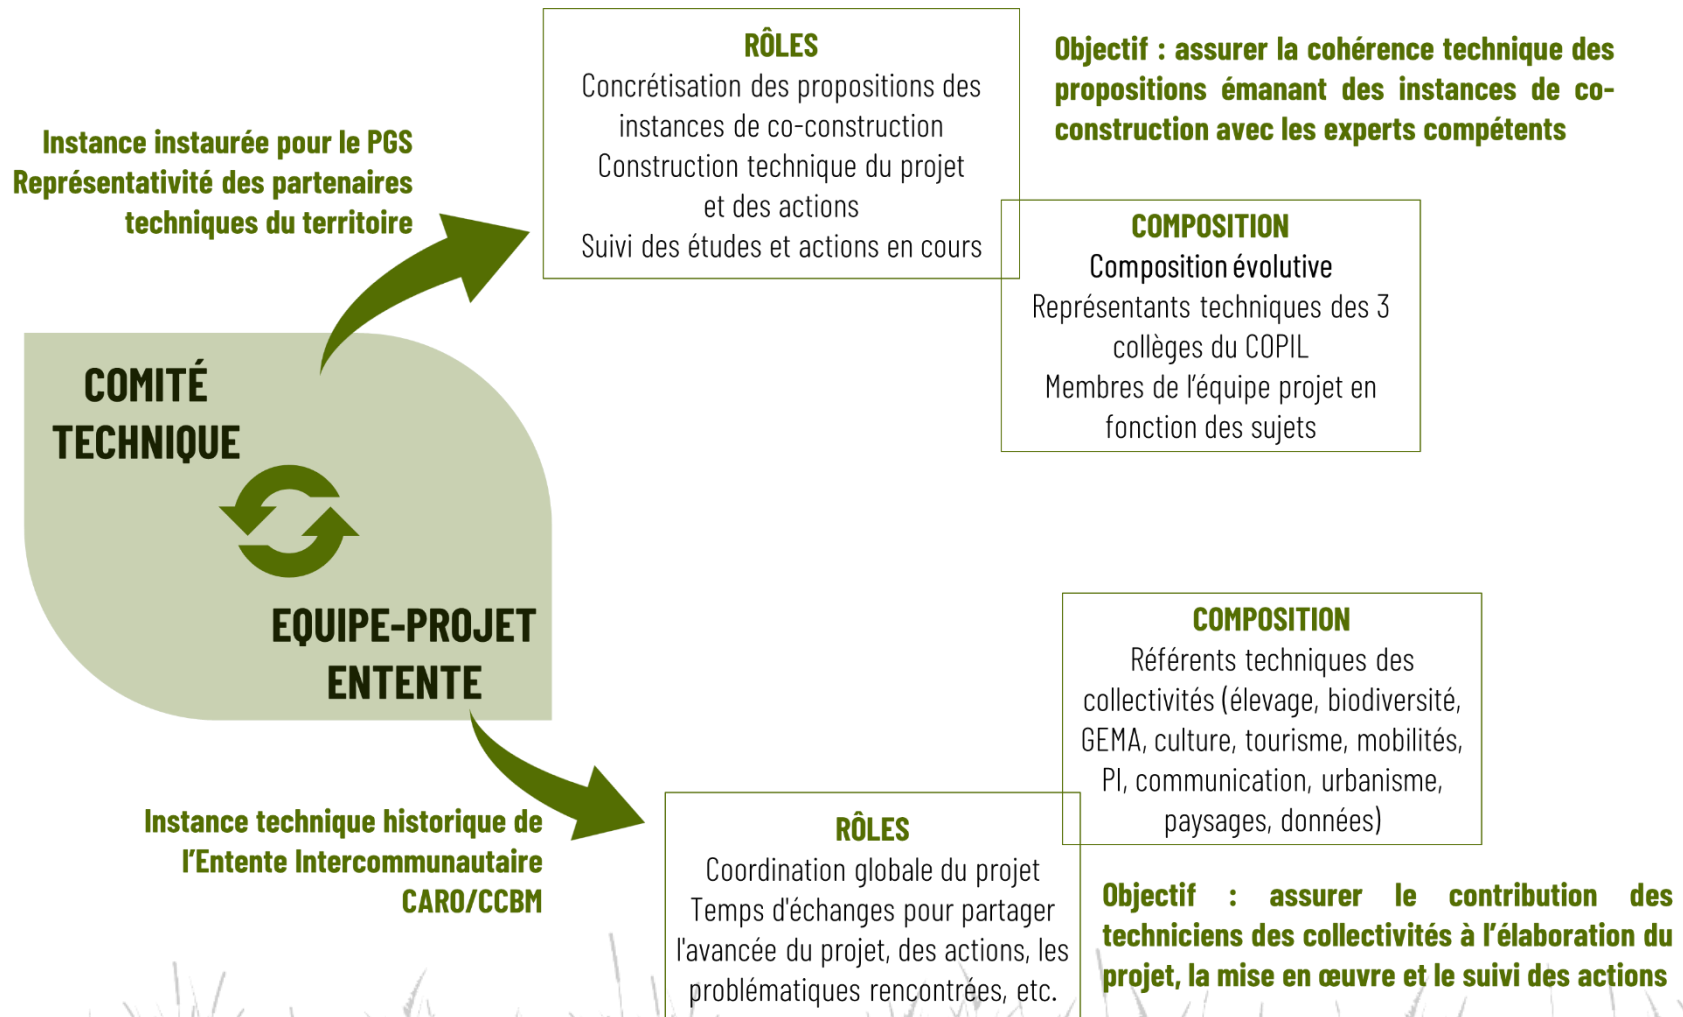 RÔLES
Concrétisation des propositions des
instances de co-construction
Construction technique du projet
et des actions
Suivi des études et actions en cours
Objectif : assurer la cohérence technique des
propositions émanant des instances de co-
construction avec les experts compétents
Instance instaurée pour le PGS
Représentativité des partenaires
techniques du territoire
COMPOSITION
Composition évolutive
Représentants techniques des 3
collèges du COPIL
Membres de l’équipe projet en
fonction des sujets
COMITÉ
TECHNIQUE
EQUIPE-PROJET
ENTENTE
COMPOSITION
Référents techniques des
collectivités (élevage, biodiversité,
GEMA, culture, tourisme, mobilités,
PI, communication, urbanisme,
paysages, données)
Instance technique historique de
l’Entente Intercommunautaire
CARO/CCBM
RÔLES
Coordination globale du projet
Temps d'échanges pour partager
l'avancée du projet, des actions, les
problématiques rencontrées, etc.
Objectif : assurer le contribution des
techniciens des collectivités à l’élaboration du
projet, la mise en œuvre et le suivi des actions